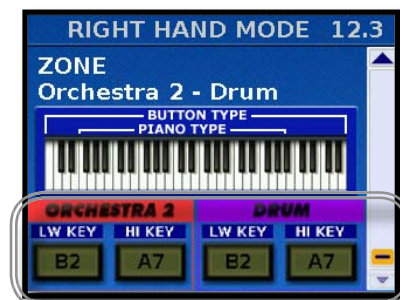 RIGHT HAND MODE 12.3
ZONE
Orchestra 2 - Drum
BUTTON TYPE
PIANO TYPE
ORCHESTRA 2 DRUM
LW KEY HI KEY LW KEY HI KEY
B2 A7 B2 A7